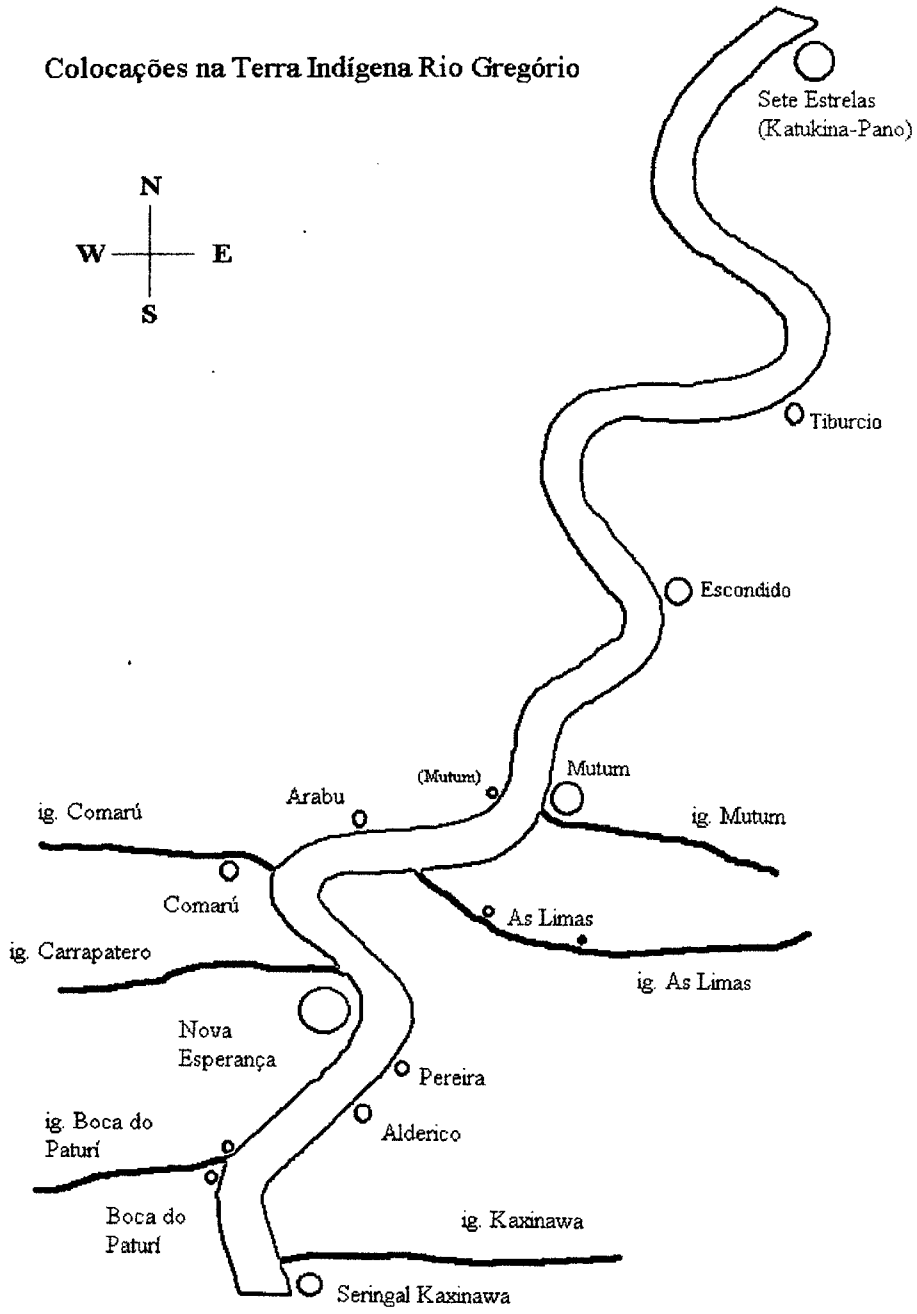 Colocações na Terra Indígena Rio Gregório
Sete Estrelas
(Katukina-Pano)
N
W
E
S
Tiburcio
Escondido
(Mutum)
Mutum
Arabu
ig. Comarú
ig. Mutum
Comarú
As Limas
ig. Carrapatero
ig. As Limas
Nova
Esperança
Pereira
ig. Boca do
Paturí
Alderico
Boca do
Paturí
ig. Kaxinawa
Seringal Kaxinawa